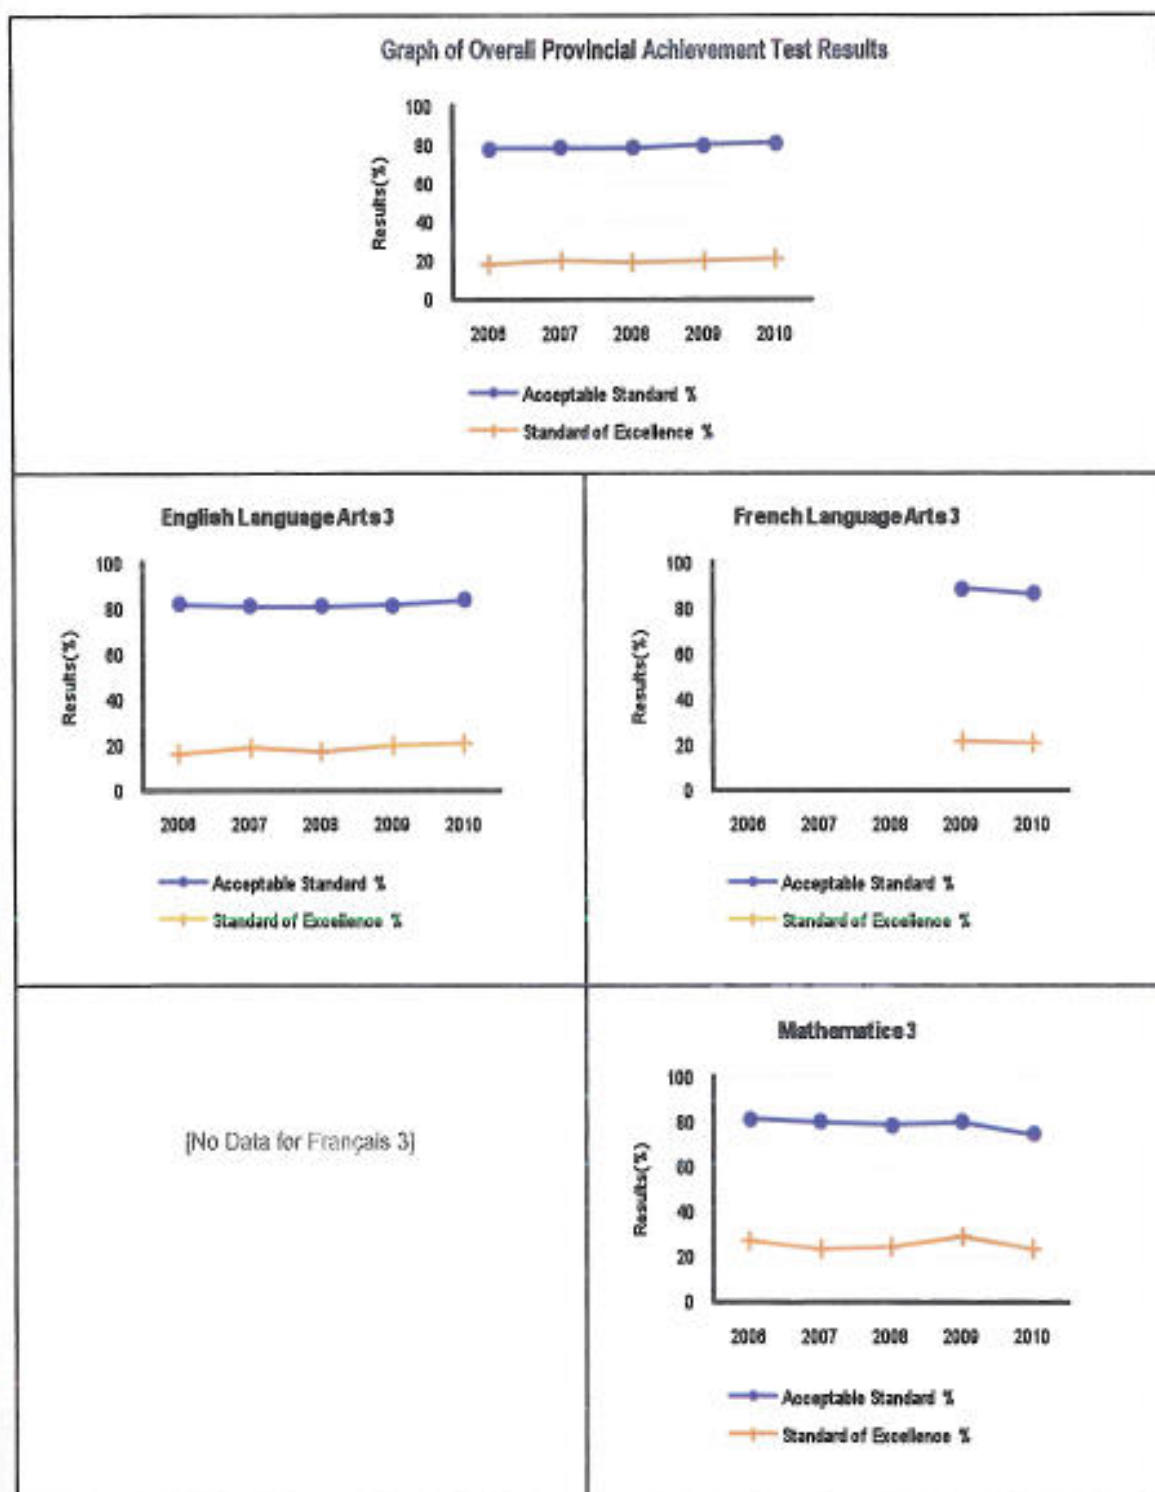 Graph of Overall Provincial Achievement Test Results
100
80
60
40
20
0
Results(%)
2006 2007 2008 2009 2010
Acceptable Standard %
Standard of Excellence %
English Language Arts 3
100
80
60
40
20
0
Results(%)
2006 2007 2008 2009 2010
Acceptable Standard %
Standard of Excellence %
French Language Arts 3
100
80
60
40
20
0
Results(%)
2006 2007 2008 2009 2010
Acceptable Standard %
Standard of Excellence %
[No Data for Français 3]
Mathematics 3
100
80
60
40
20
0
Results(%)
2006 2007 2008 2009 2010
Acceptable Standard %
Standard of Excellence %